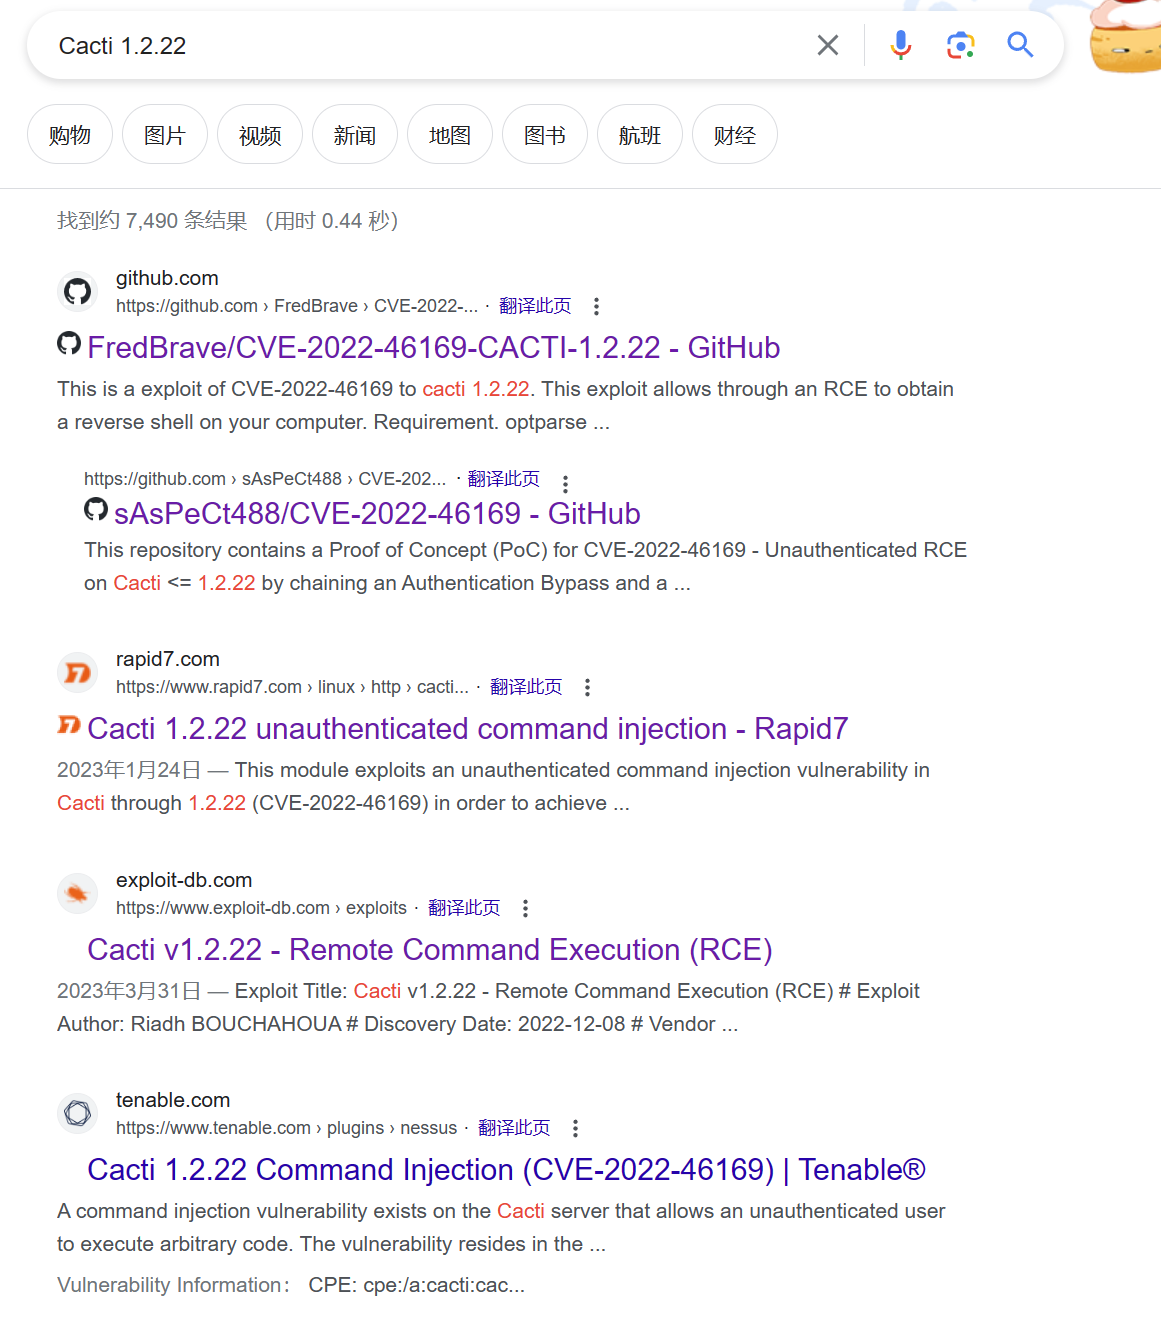 Cacti 1.2.22
购物 图片 视频 新闻 地图 图书 航班 财经
找到约 7,490 条结果 （用时 0.44 秒）
github.com
https://github.com › FredBrave › CVE-2022-... · 翻译此页
FredBrave/CVE-2022-46169-CACTI-1.2.22 - GitHub
This is a exploit of CVE-2022-46169 to cacti 1.2.22. This exploit allows through an RCE to obtain
a reverse shell on your computer. Requirement. optparse ...
https://github.com › sAsPeCt488 › CVE-202... · 翻译此页
sAsPeCt488/CVE-2022-46169 - GitHub
This repository contains a Proof of Concept (PoC) for CVE-2022-46169 - Unauthenticated RCE
on Cacti <= 1.2.22 by chaining an Authentication Bypass and a ...
rapid7.com
https://www.rapid7.com › linux › http › cacti... · 翻译此页
Cacti 1.2.22 unauthenticated command injection - Rapid7
2023年1月24日 — This module exploits an unauthenticated command injection vulnerability in
Cacti through 1.2.22 (CVE-2022-46169) in order to achieve ...
exploit-db.com
https://www.exploit-db.com › exploits · 翻译此页
Cacti v1.2.22 - Remote Command Execution (RCE)
2023年3月31日 — Exploit Title: Cacti v1.2.22 - Remote Command Execution (RCE) # Exploit
Author: Riadh BOUCHAHOUA # Discovery Date: 2022-12-08 # Vendor ...
tenable.com
https://www.tenable.com › plugins › nessus · 翻译此页
Cacti 1.2.22 Command Injection (CVE-2022-46169) | Tenable®
A command injection vulnerability exists on the Cacti server that allows an unauthenticated user
to execute arbitrary code. The vulnerability resides in the ...
Vulnerability Information： CPE: cpe:/a:cacti:cac...